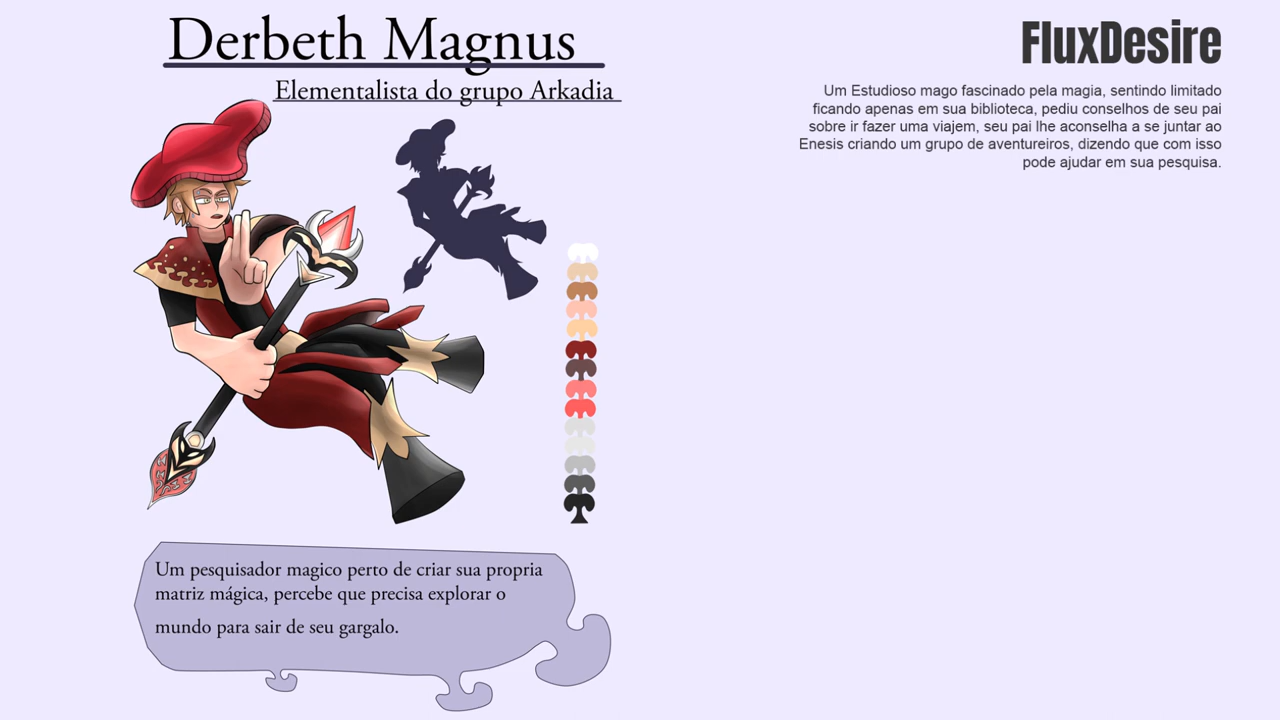 Derbeth Magnus
Elementalista do grupo Arkadia
FluxDesire
Um Estudioso mago fascinado pela magia, sentindo limitado
ficando apenas em sua biblioteca, pediu conselhos de seu pai
sobre ir fazer uma viajem, seu pai lhe aconselha a se juntar ao
Enesis criando um grupo de aventureiros, dizendo que com isso
pode ajudar em sua pesquisa.
Um pesquisador magico perto de criar sua propria
matriz mágica, percebe que precisa explorar o
mundo para sair de seu gargalo.